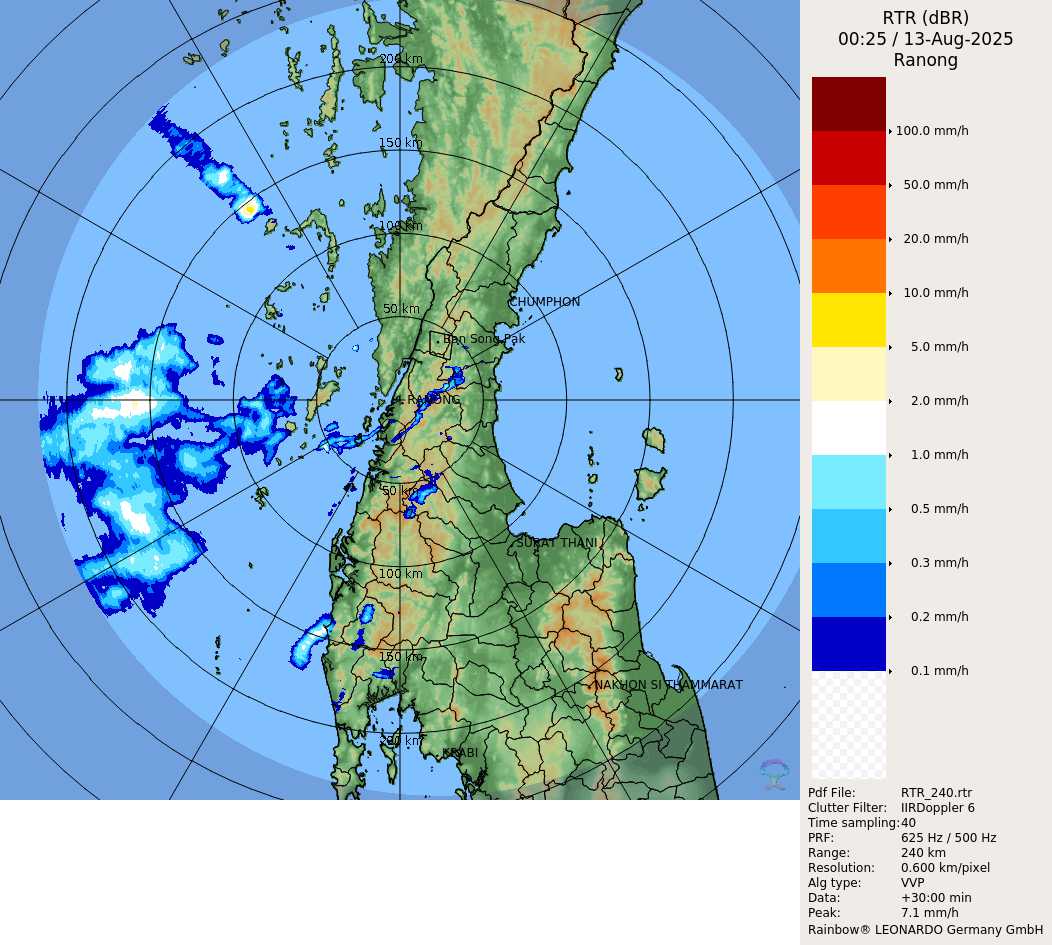 RTR (dBR)
00:25 / 13-Aug-2025
Ranong
200 km
150 km
100 km
50 km
CHUMPHON
Ban Song Pak
RANONG
50 km
SURAT THANI
100 km
150 km
NAKHON SI THAMMARAT
200 km
KRABI
100.0 mm/h
50.0 mm/h
20.0 mm/h
10.0 mm/h
5.0 mm/h
2.0 mm/h
1.0 mm/h
0.5 mm/h
0.3 mm/h
0.2 mm/h
0.1 mm/h
Pdf File: RTR_240.rtr
Clutter Filter: IIRDoppler 6
Time sampling:40
PRF: 625 Hz / 500 Hz
Range: 240 km
Resolution: 0.600 km/pixel
Alg type: VVP
Data: +30:00 min
Peak: 7.1 mm/h
Rainbow® LEONARDO Germany GmbH